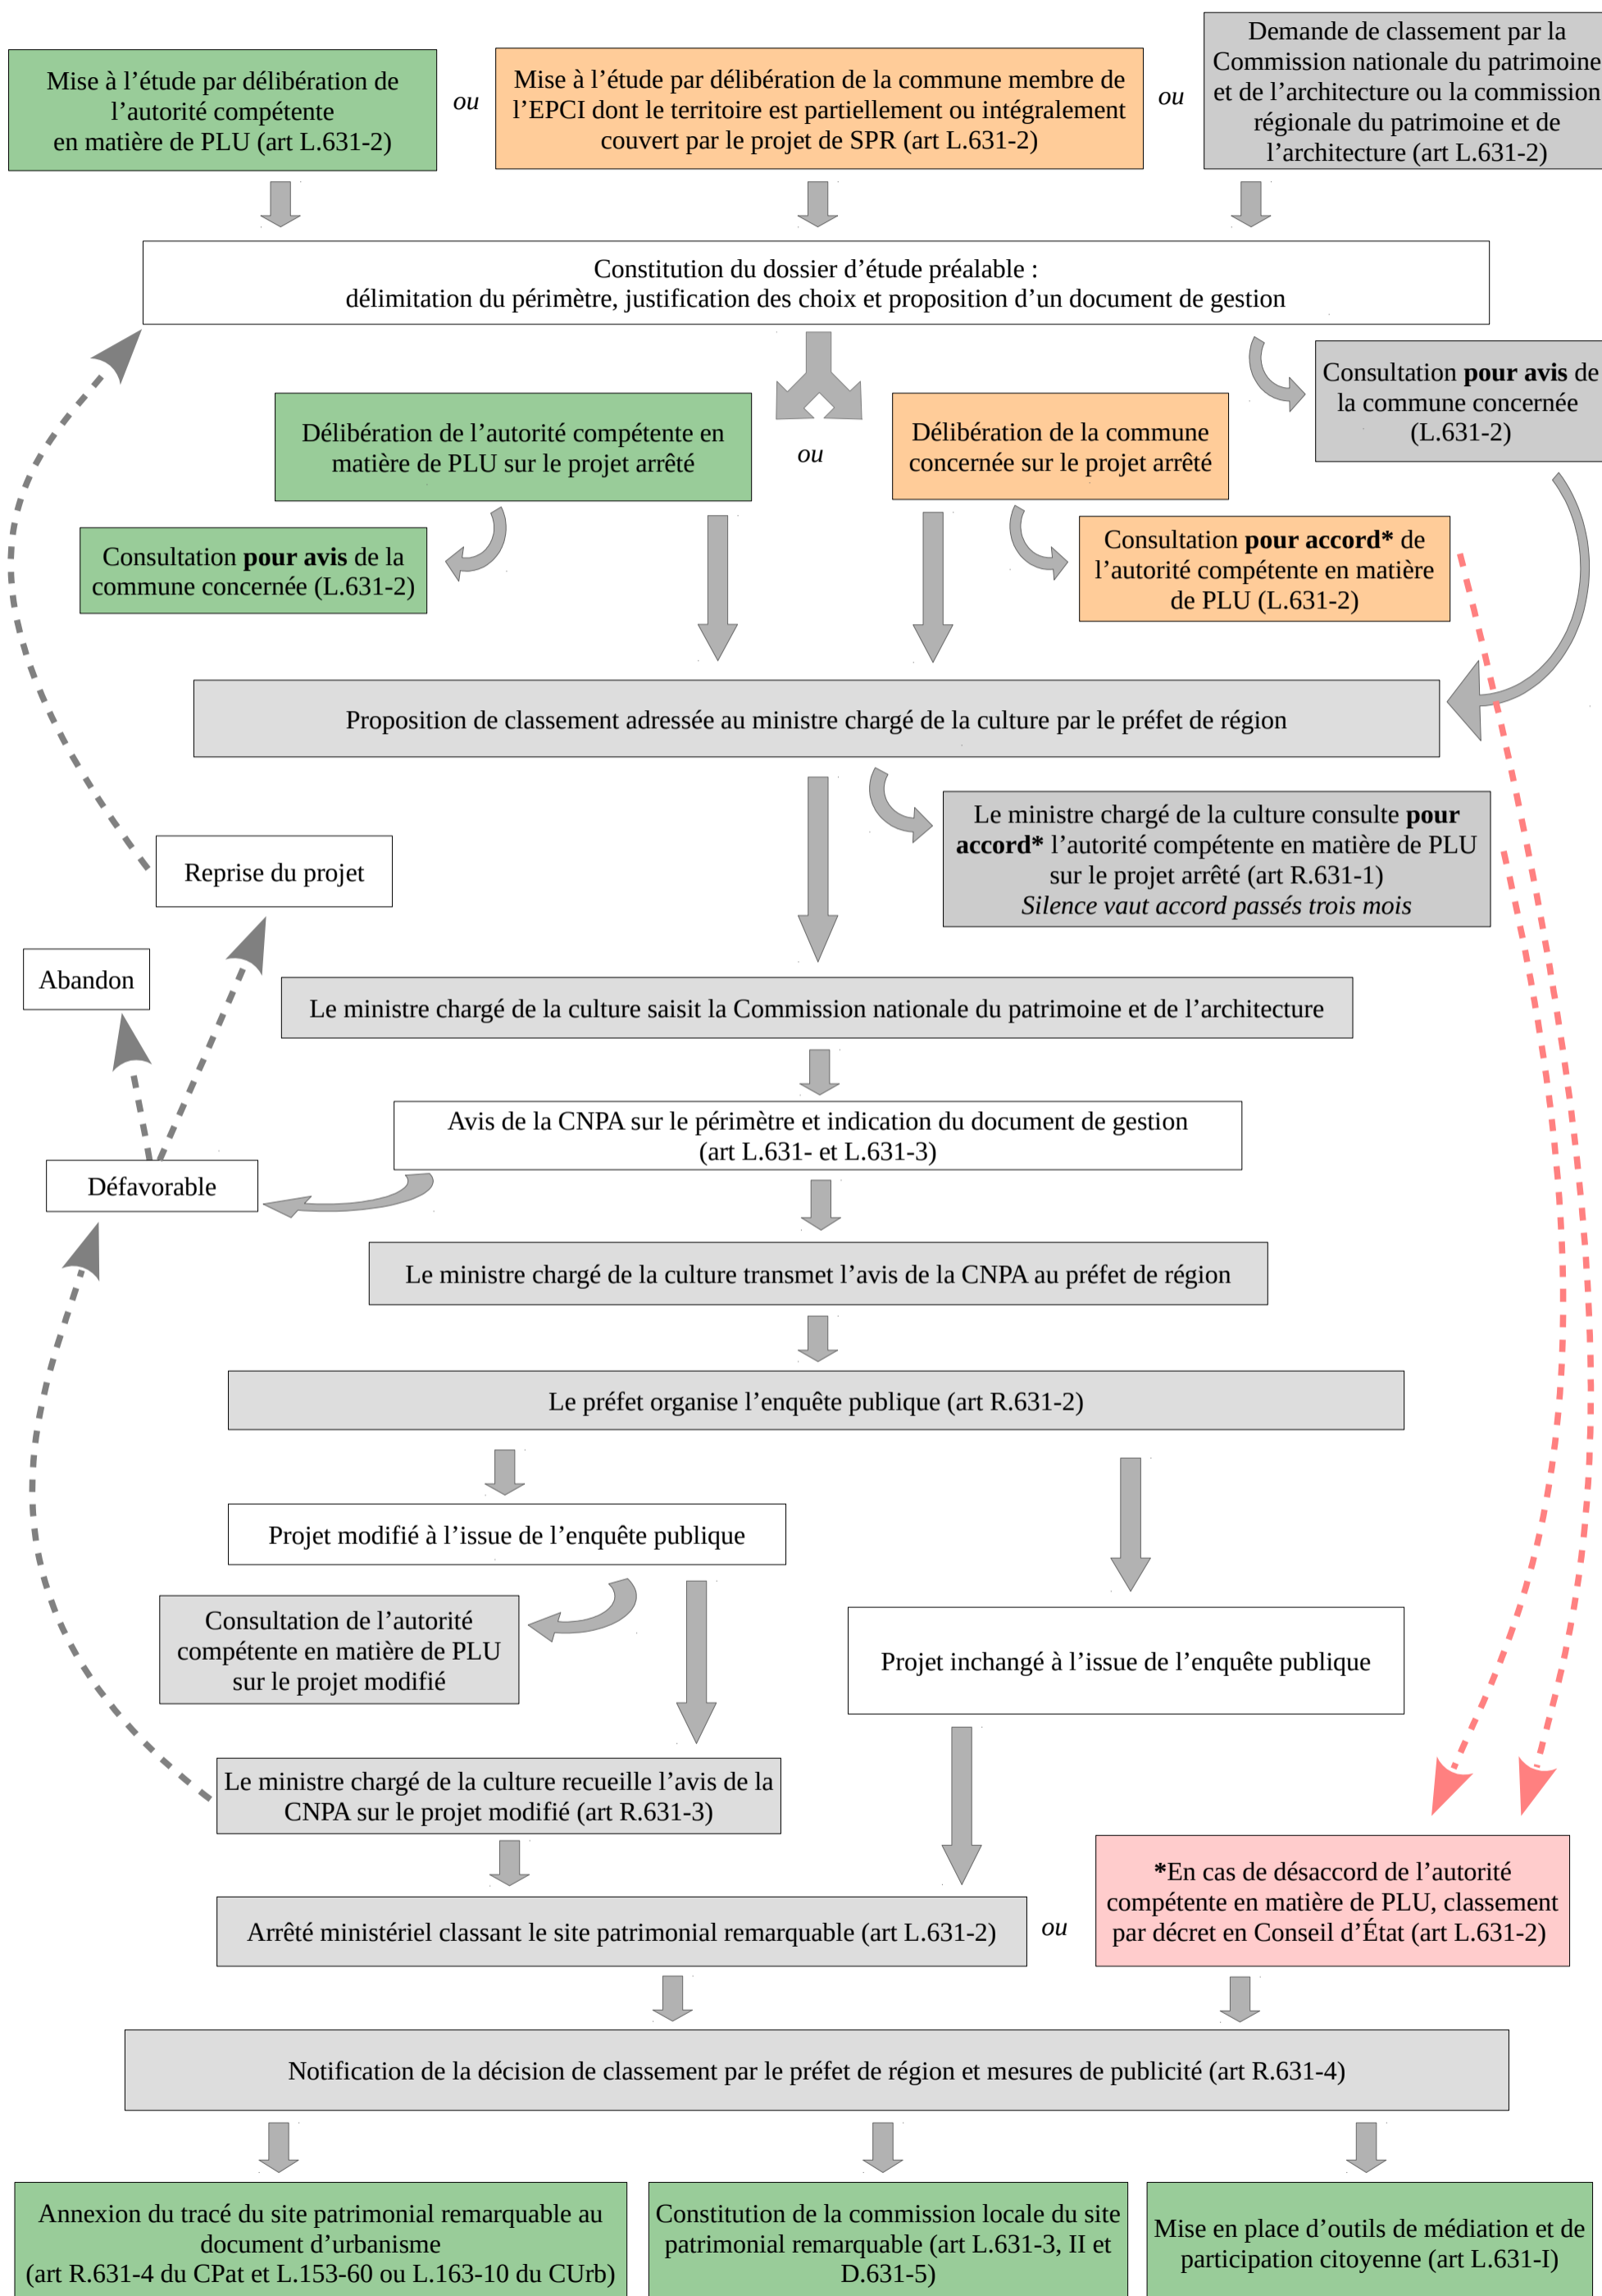 Mise à l’étude par délibération de
l’autorité compétente
en matière de PLU (art L.631-2)
ou
Mise à l’étude par délibération de la commune membre de
l’EPCI dont le territoire est partiellement ou intégralement
couvert par le projet de SPR (art L.631-2)
ou
Demande de classement par la
Commission nationale du patrimoine
et de l’architecture ou la commission
régionale du patrimoine et de
l’architecture (art L.631-2)
Constitution du dossier d’étude préalable :
délimitation du périmètre, justification des choix et proposition d’un document de gestion
Consultation pour avis de
la commune concernée
(L.631-2)
Délibération de l’autorité compétente en
matière de PLU sur le projet arrêté
ou
Délibération de la commune
concernée sur le projet arrêté
Consultation pour avis de la
commune concernée (L.631-2)
Consultation pour accord* de
l’autorité compétente en matière
de PLU (L.631-2)
Proposition de classement adressée au ministre chargé de la culture par le préfet de région
Le ministre chargé de la culture consulte pour
accord* l’autorité compétente en matière de PLU
sur le projet arrêté (art R.631-1)
Silence vaut accord passés trois mois
Reprise du projet
Abandon
Le ministre chargé de la culture saisit la Commission nationale du patrimoine et de l’architecture
Avis de la CNPA sur le périmètre et indication du document de gestion
(art L.631- et L.631-3)
Défavorable
Le ministre chargé de la culture transmet l’avis de la CNPA au préfet de région
Le préfet organise l’enquête publique (art R.631-2)
Projet modifié à l’issue de l’enquête publique
Consultation de l’autorité
compétente en matière de PLU
sur le projet modifié
Projet inchangé à l’issue de l’enquête publique
Le ministre chargé de la culture recueille l’avis de la
CNPA sur le projet modifié (art R.631-3)
Arrêté ministériel classant le site patrimonial remarquable (art L.631-2)
ou
*En cas de désaccord de l’autorité
compétente en matière de PLU, classement
par décret en Conseil d’État (art L.631-2)
Notification de la décision de classement par le préfet de région et mesures de publicité (art R.631-4)
Annexion du tracé du site patrimonial remarquable au
document d’urbanisme
(art R.631-4 du CPat et L.153-60 ou L.163-10 du CUrb)
Constitution de la commission locale du site
patrimonial remarquable (art L.631-3, II et
D.631-5)
Mise en place d’outils de médiation et de
participation citoyenne (art L.631-I)